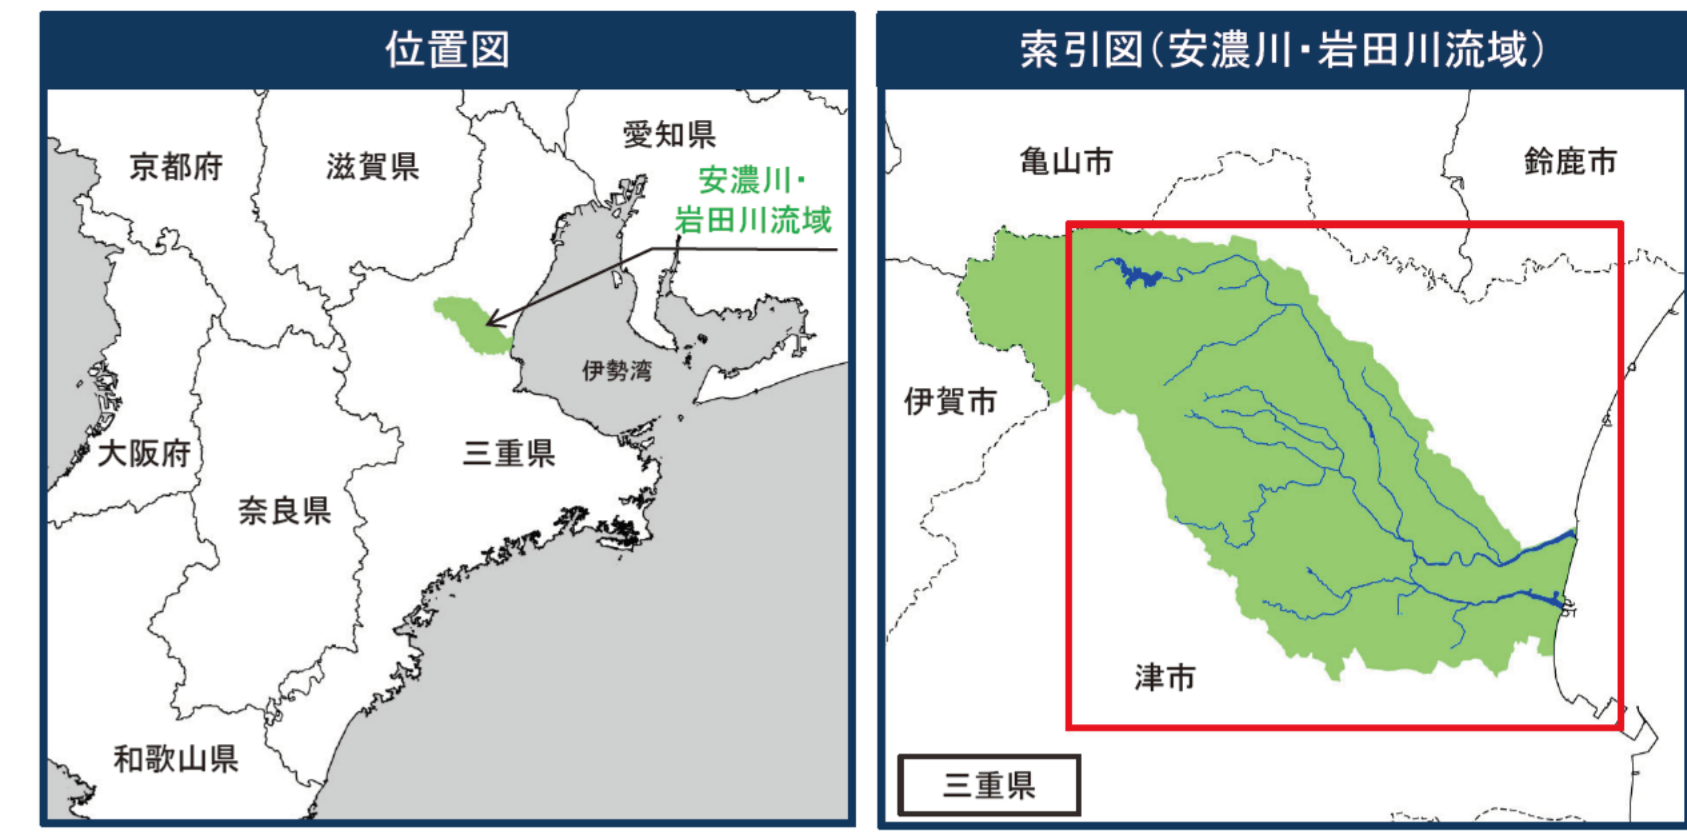 位置図
京都府
滋賀県
愛知県
安濃川・
岩田川流域
伊勢湾
大阪府
三重県
奈良県
和歌山県
索引図（安濃川・岩田川流域）
亀山市
鈴鹿市
伊賀市
津市
三重県